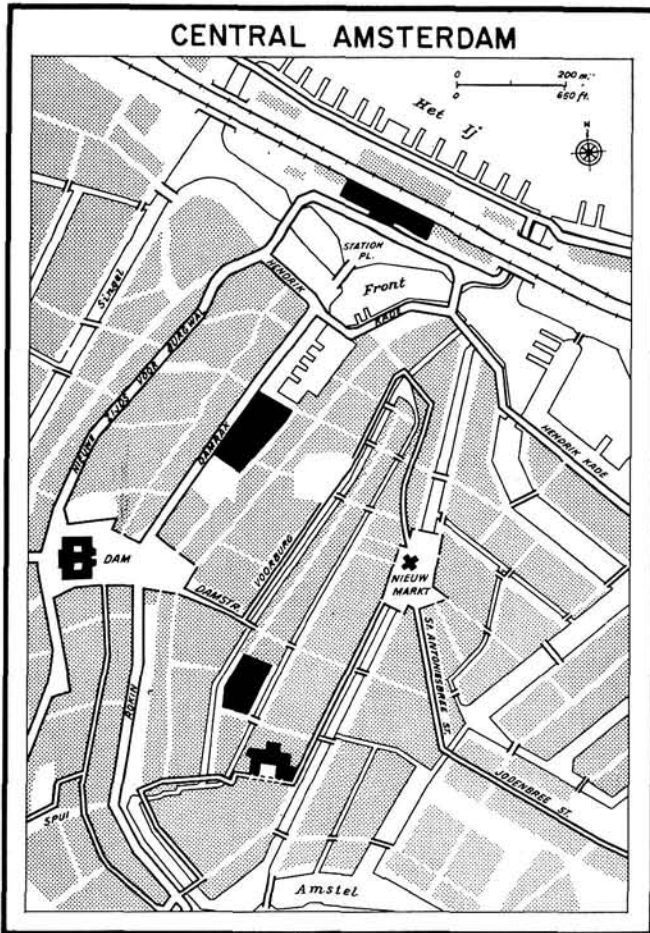 CENTRAL AMSTERDAM
0 200 m.
0 650 ft.
Het Ij
N
STATION
PL.
Front
HENDRIK
KADE
Singel
NIEUWE ZIJDS VOOR BURGWAL
DAMRAK
HENDRIK KADE
VOORBURG
DAM
NIEUW
MARKT
DAMSTR.
ST. ANTONIESBREE ST.
ROKIN
JODENBREE ST.
SPUI
Amstel